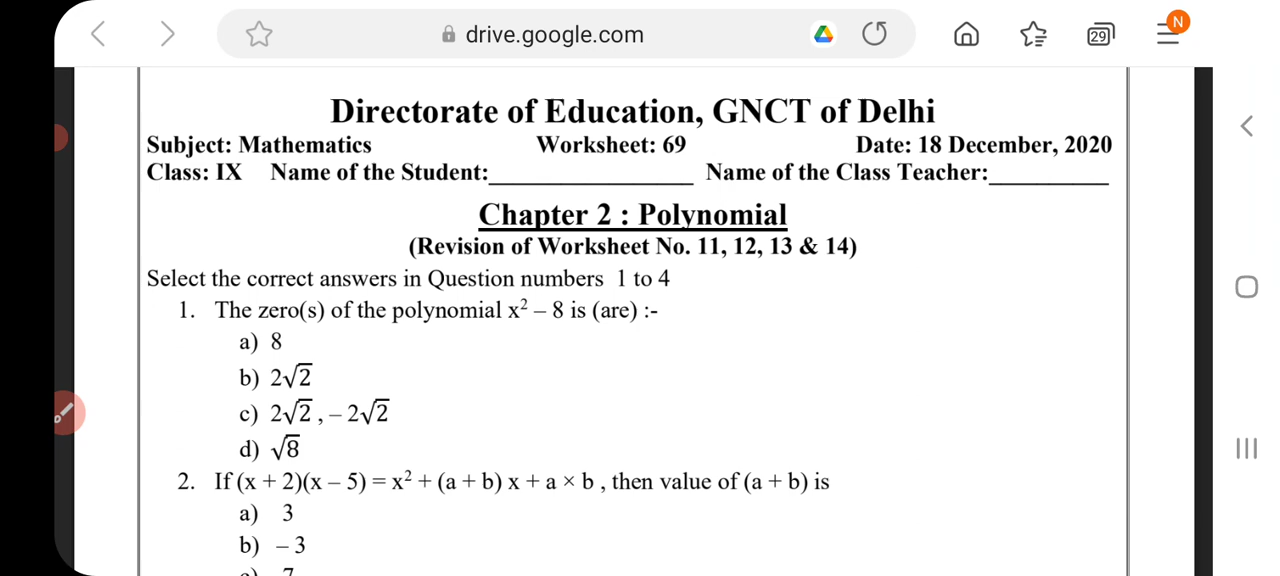 drive.google.com
29
N
Directorate of Education, GNCT of Delhi
Subject: Mathematics Worksheet: 69 Date: 18 December, 2020
Class: IX Name of the Student:_________________ Name of the Class Teacher:__________
Chapter 2 : Polynomial
(Revision of Worksheet No. 11, 12, 13 & 14)
Select the correct answers in Question numbers 1 to 4
1. The zero(s) of the polynomial x² – 8 is (are) :-
a) 8
b) 2√2
c) 2√2 , – 2√2
d) √8
2. If (x + 2)(x – 5) = x² + (a + b) x + a × b , then value of (a + b) is
a) 3
b) – 3